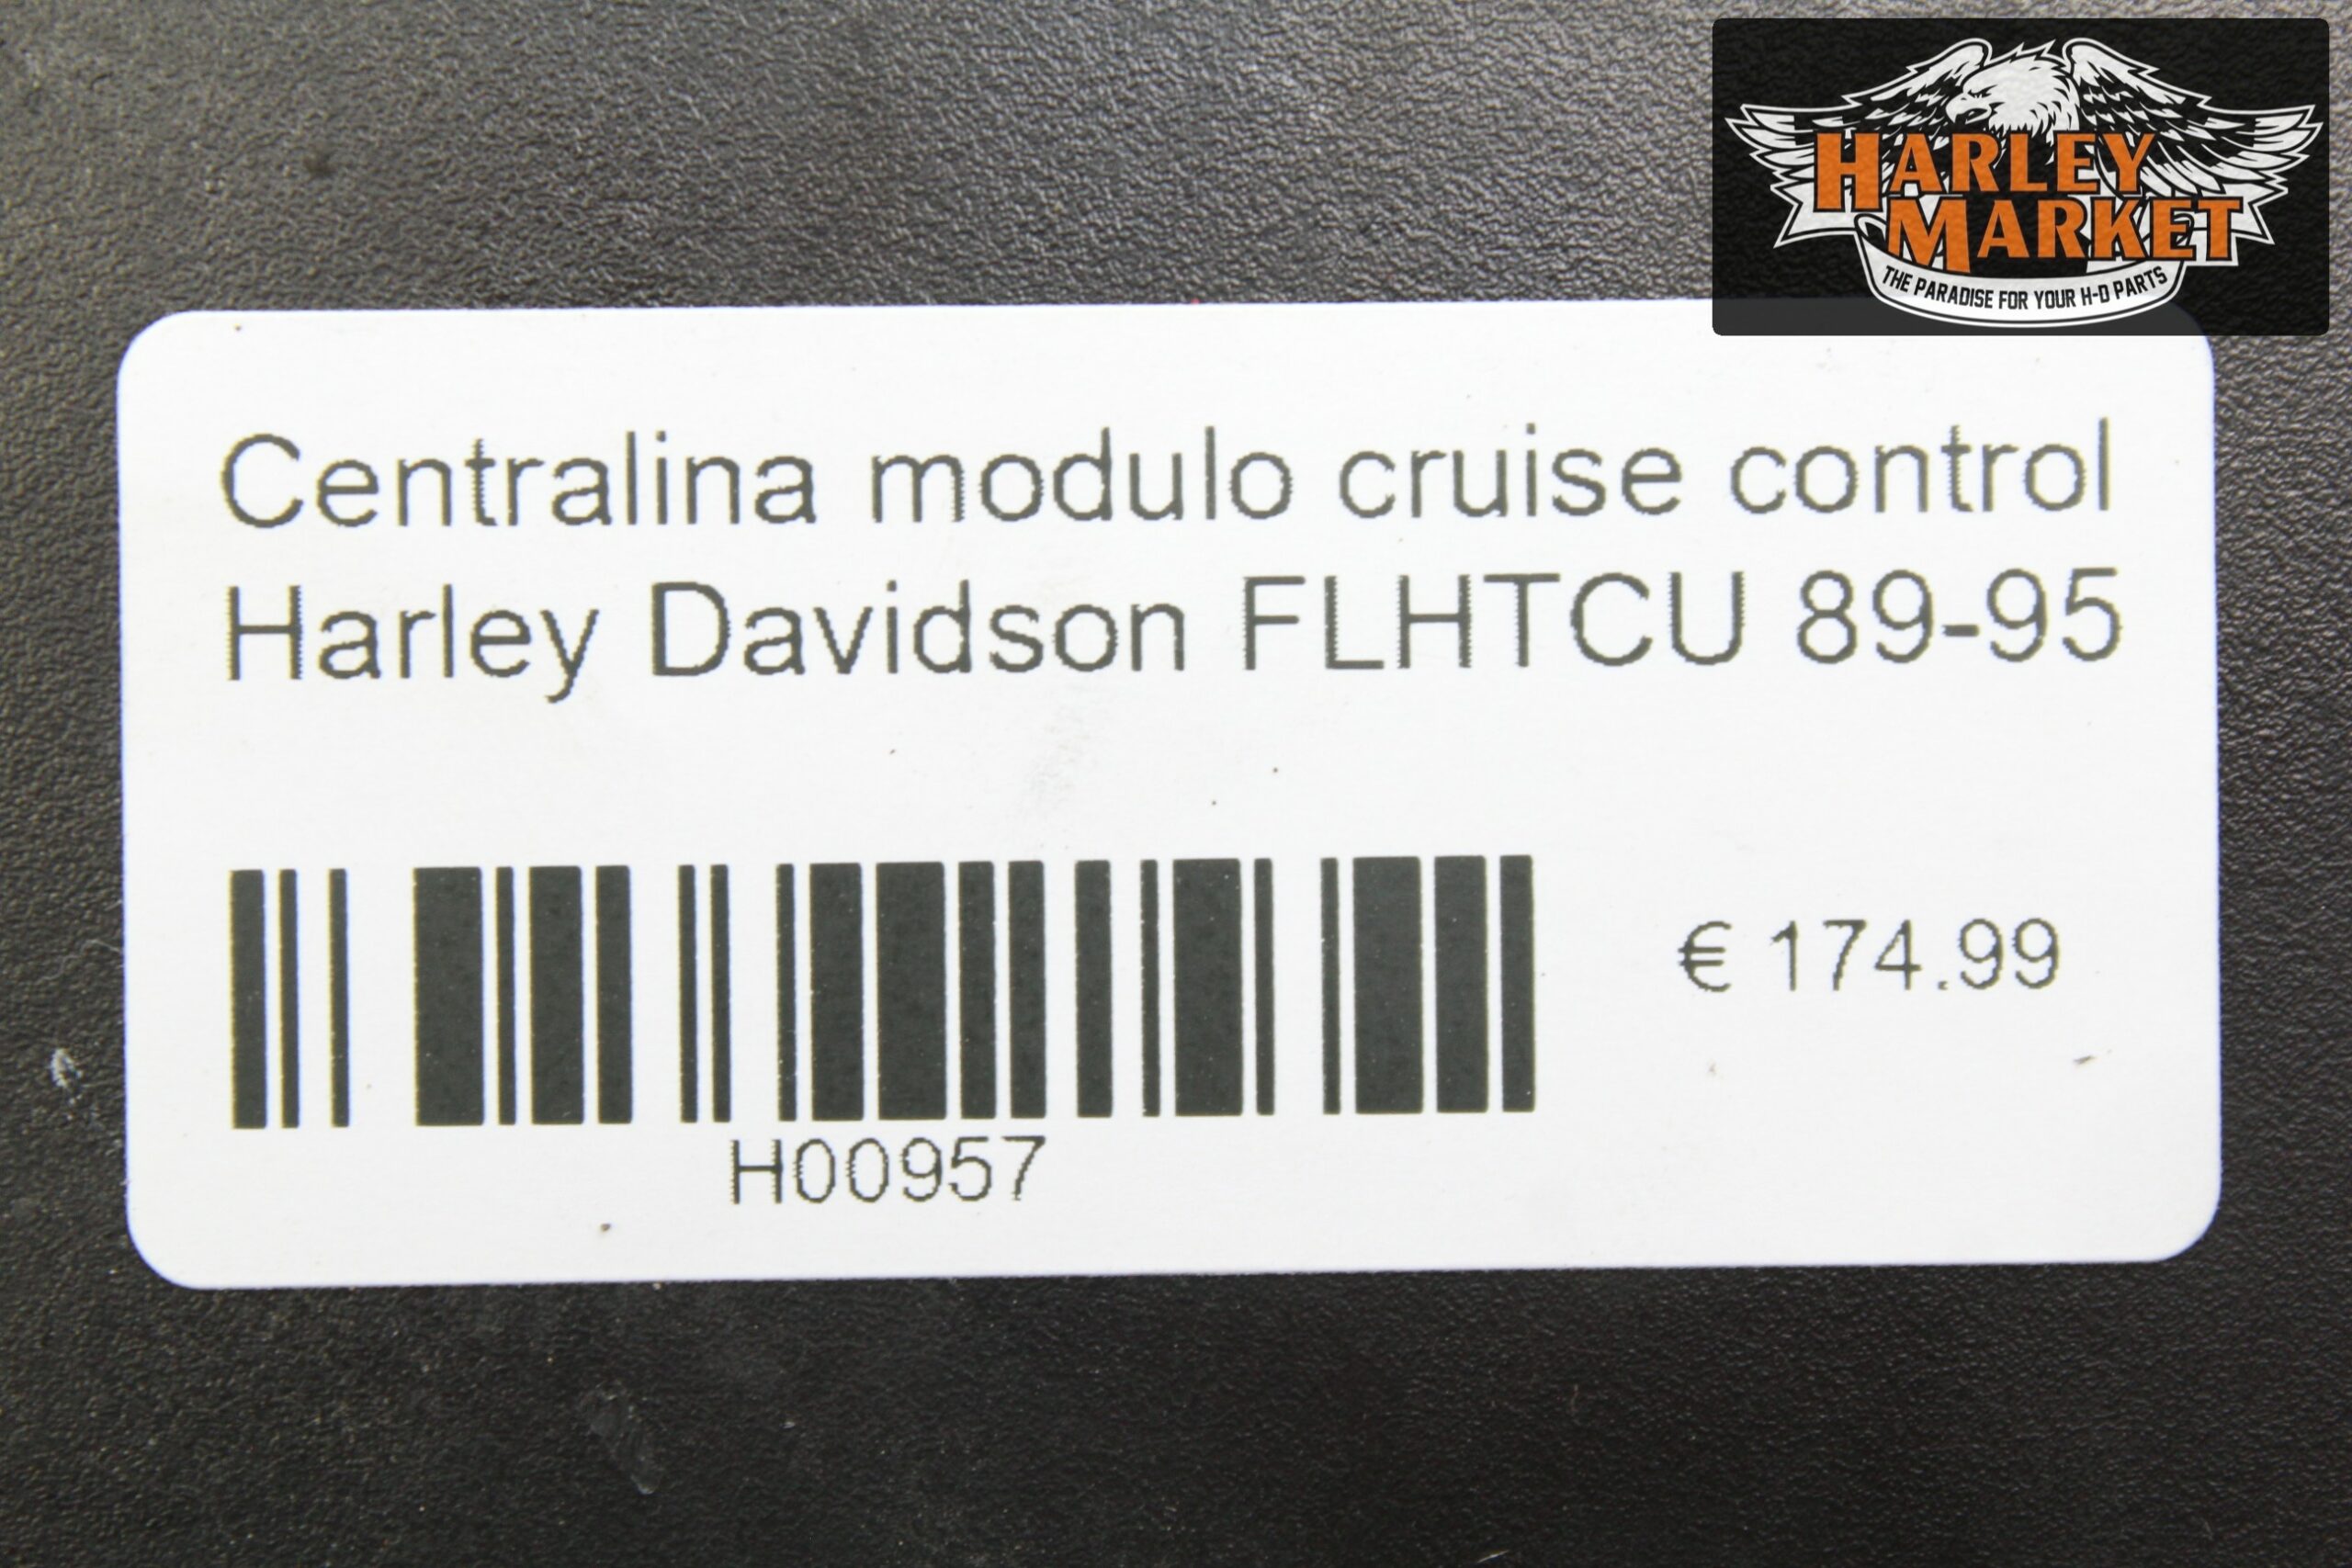 HARLEY
MARKET
THE PARADISE FOR YOUR H-D PARTS
Centralina modulo cruise control
Harley Davidson FLHTCU 89-95
€ 174.99
H00957